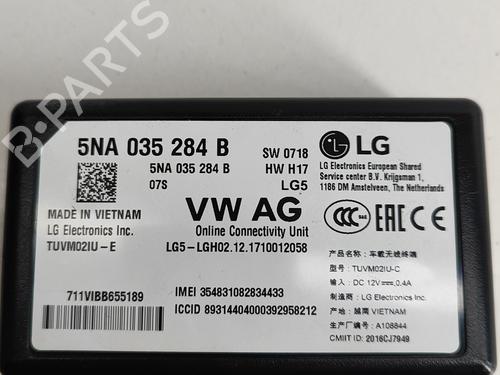 B-PARTS
5NA 035 284 B
5NA 035 284 B
07S
SW 0718
HW H17
LG5
LG
LG Electronics European Shared
Service center B.V. Krijgsman 1,
1186 DM Amstelveen, The Netherlands
MADE IN VIETNAM
LG Electronics Inc.
TUVM02IU-E
VW AG
Online Connectivity Unit
LG5-LGH02.12.1710012058
CCC
EAC
产品名称: 车载无线终端
型号: TUVM02IU-C
输入: DC 12V⎓0.4A
制造商: LG Electronics Inc.
产地: 越南 VIETNAM
生产厂编号: A108844
CMIIT ID: 2016CJ7949
711VIBB655189
IMEI 354831082834433
ICCID 89314404000392958212